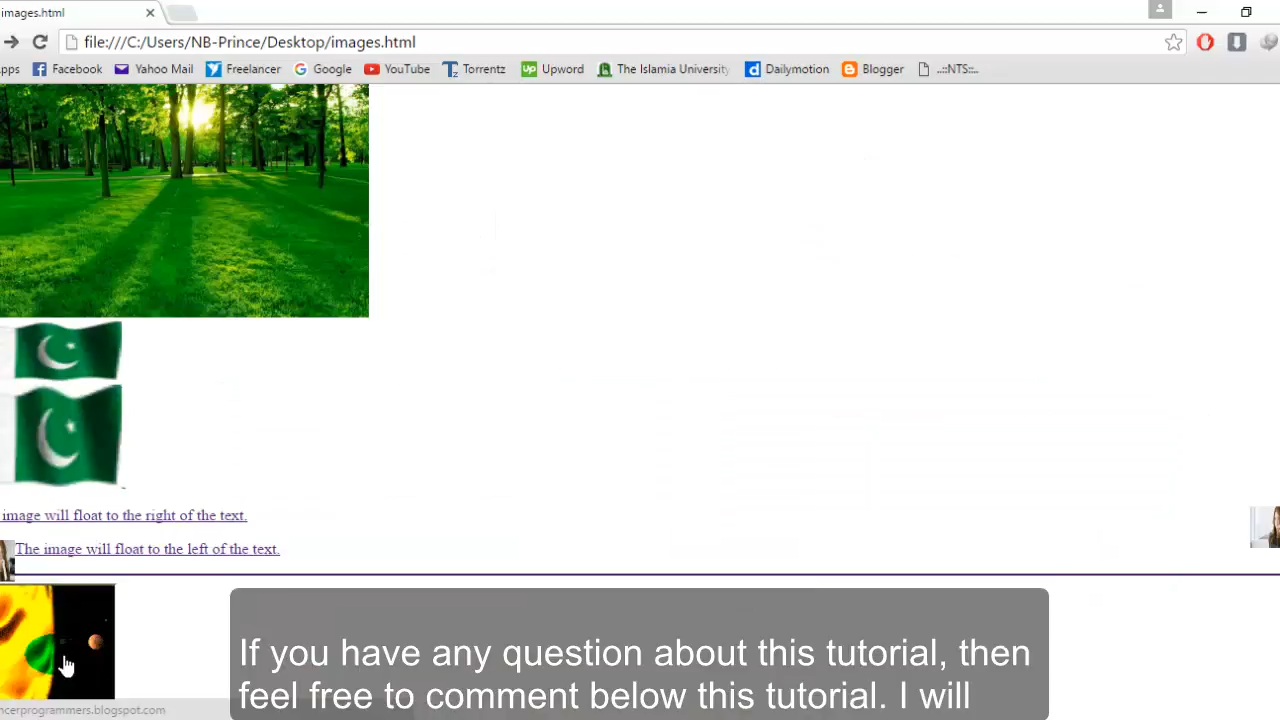 images.html
file:///C:/Users/NB-Prince/Desktop/images.html
pps Facebook Yahoo Mail Freelancer Google YouTube Torrentz Upword The Islamia University Dailymotion Blogger ..::NTS::..
image will float to the right of the text.
The image will float to the left of the text.
If you have any question about this tutorial, then
feel free to comment below this tutorial. I will
ncerprogrammers.blogspot.com